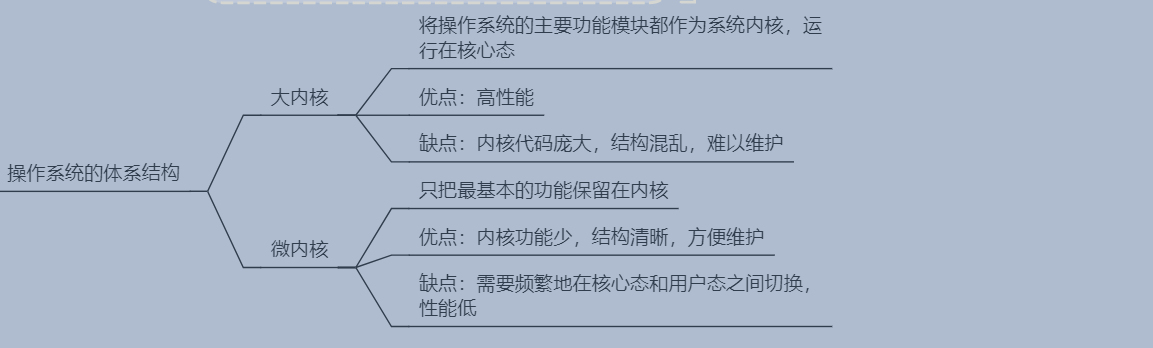 将操作系统的主要功能模块都作为系统内核，运
行在核心态
大内核
优点：高性能
缺点：内核代码庞大，结构混乱，难以维护
操作系统的体系结构
只把最基本的功能保留在内核
微内核
优点：内核功能少，结构清晰，方便维护
缺点：需要频繁地在核心态和用户态之间切换，
性能低